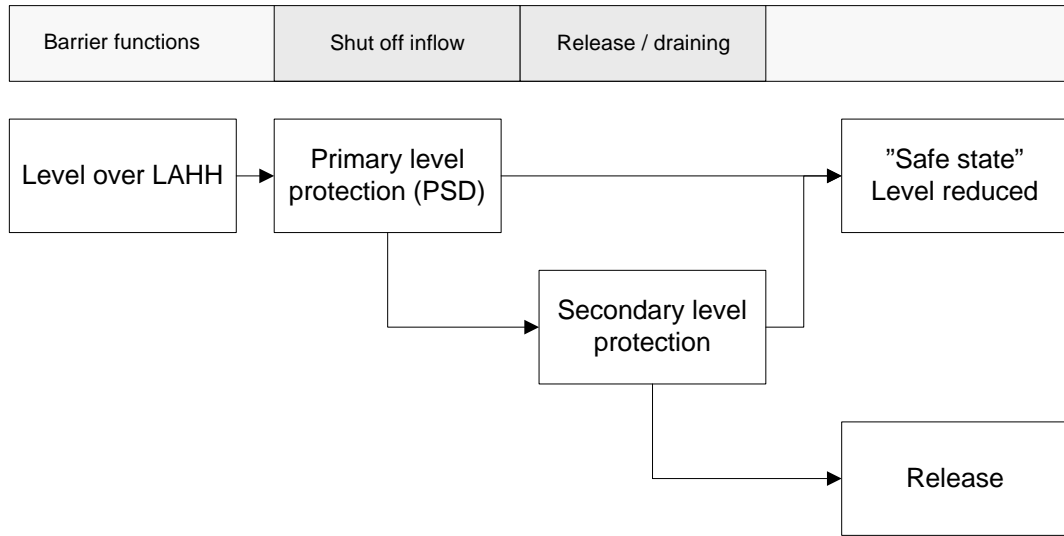 Barrier functions
Shut off inflow
Release / draining
Level over LAHH
Primary level
protection (PSD)
”Safe state”
Level reduced
Secondary level
protection
Release